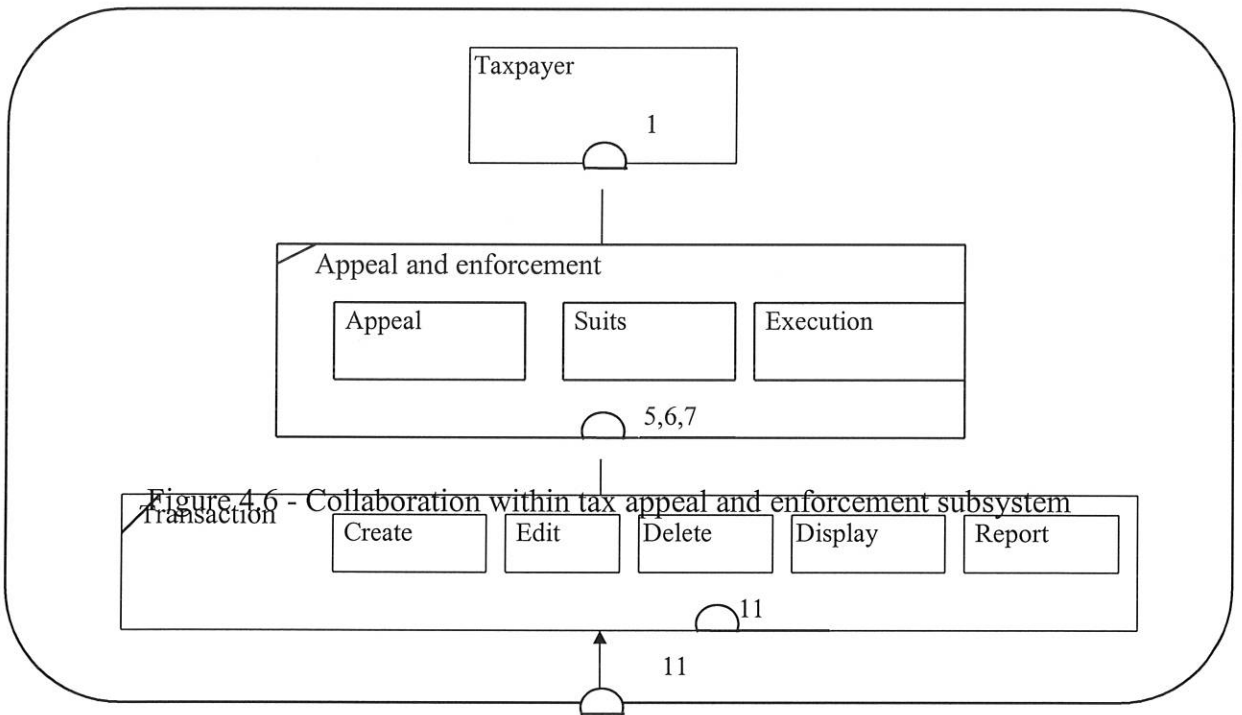 Taxpayer
1
Appeal and enforcement
Appeal Suits Execution
5,6,7
Figure 4.6 - Collaboration within tax appeal and enforcement subsystem
Transaction
Create Edit Delete Display Report
11
11